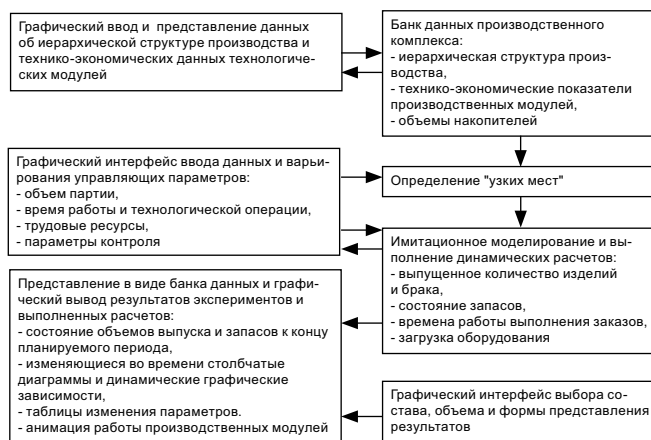 Графический ввод и представление данных
об иерархической структуре производства и
технико-экономических данных технологиче-
ских модулей
Банк данных производственного
комплекса:
- иерархическая структура произ-
водства,
- технико-экономические показатели
производственных модулей,
- объемы накопителей
Графический интерфейс ввода данных и варьи-
рования управляющих параметров:
- объем партии,
- время работы и технологической операции,
- трудовые ресурсы,
- параметры контроля
Определение "узких мест"
Имитационное моделирование и вы-
полнение динамических расчетов:
- выпущенное количество изделий
и брака,
- состояние запасов,
- времена работы выполнения заказов,
- загрузка оборудования
Представление в виде банка данных и графи-
ческий вывод результатов экспериментов и
выполненных расчетов:
- состояние объемов выпуска и запасов к концу
планируемого периода,
- изменяющиеся во времени столбчатые
диаграммы и динамические графические
зависимости,
- таблицы изменения параметров.
- анимация работы производственных модулей
Графический интерфейс выбора со-
става, объема и формы представления
результатов